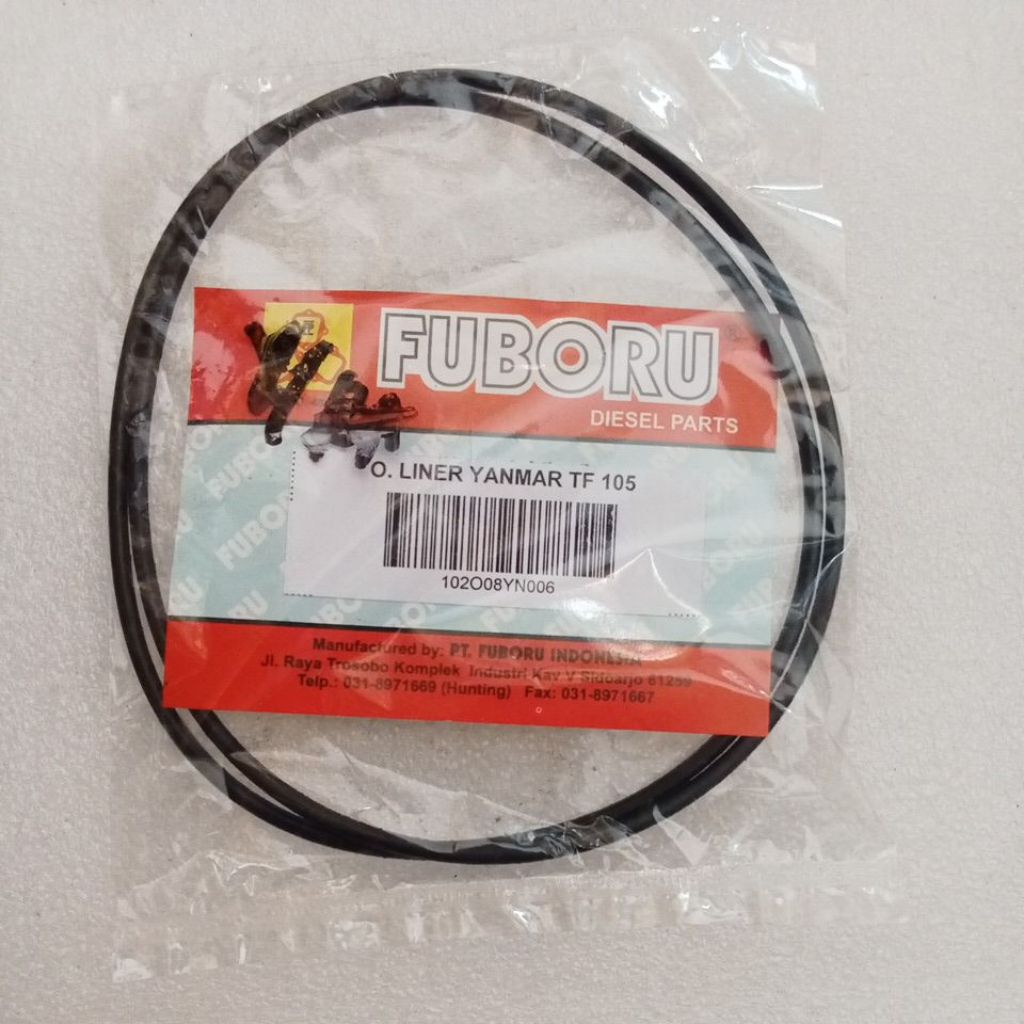 FUBORU
DIESEL PARTS
O. LINER YANMAR TF 105
102O08YN006
Manufactured by: PT. FUBORU INDONESIA
Jl. Raya Trosobo Komplek Industri Kav V Sidoarjo 61259
Telp.: 031-8971669 (Hunting) Fax: 031-8971667